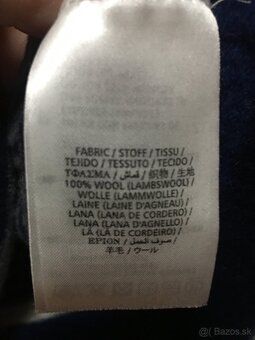 FABRIC / STOFF / TISSU /
TEJIDO / TESSUTO / TECIDO /
ΥΦΑΣΜΑ / قماش / 织物 / 生地
100% WOOL (LAMBSWOOL)
WOLLE (LAMMWOLLE) /
LAINE (LAINE D'AGNEAU) /
LANA (LANA DE CORDERO) /
LANA (LANA D'AGNELLO) /
LÃ (LÃ DE CORDEIRO) /
ΕΡΙΟΝ / صوف الحمل /
羊毛 / ウール
Bazos.sk